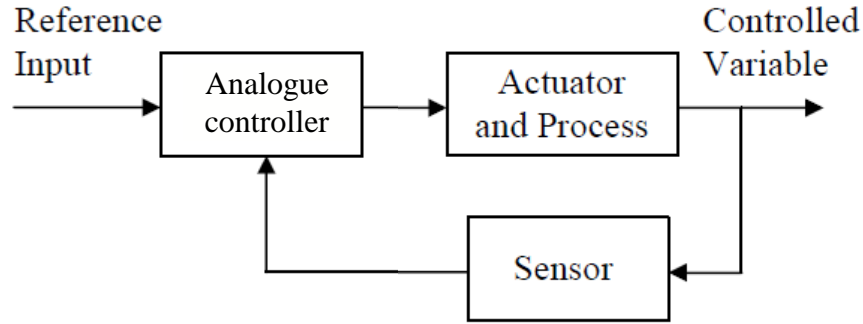 Reference
Input
Analogue
controller
Actuator
and Process
Controlled
Variable
Sensor